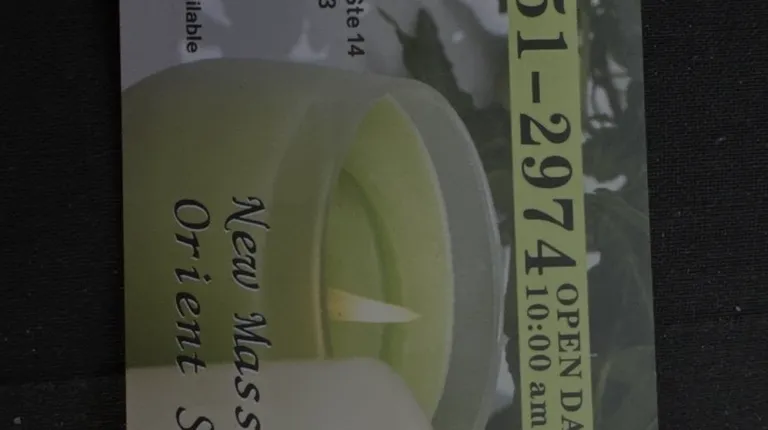 51-2974
OPEN DA
10:00 am
Ste 14
3
ilable
New Mass
Orient S